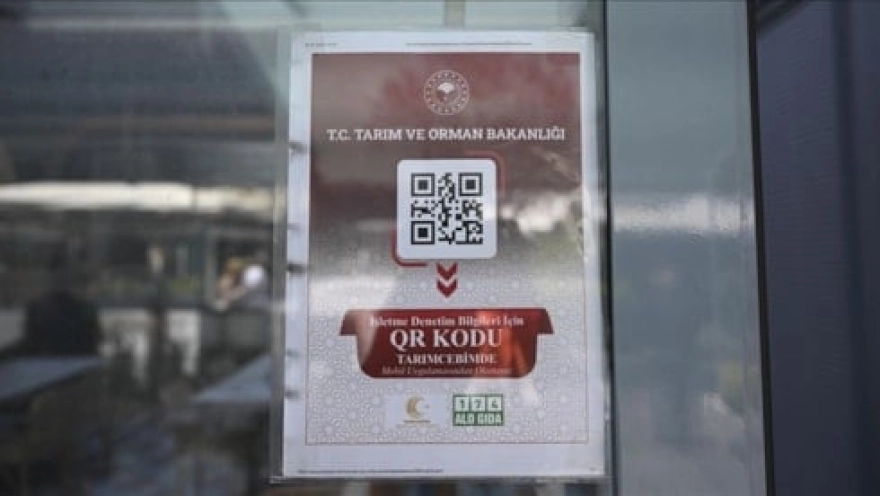 T.C. TARIM VE ORMAN BAKANLIĞI
İşletme Denetim Bilgileri İçin
QR KODU
TARIMCEBİMDE
Mobil Uygulamasından Okutunuz
174
ALO GIDA